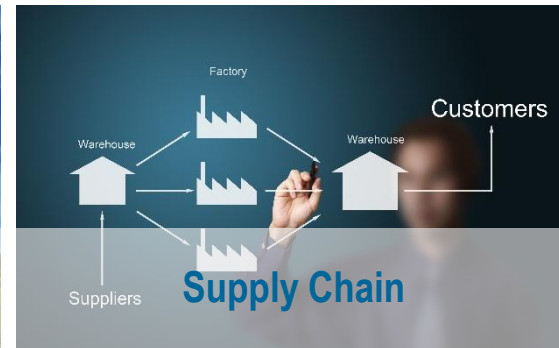 Factory
Customers
Warehouse
Warehouse
Suppliers
Supply Chain